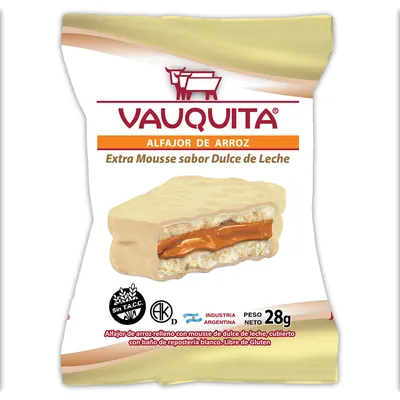 VAUQUITA®
ALFAJOR DE ARROZ
Extra Mousse sabor Dulce de Leche
Sin T.A.C.C.
D
INDUSTRIA
ARGENTINA
PESO
NETO 28g
Alfajor de arroz relleno con mousse de dulce de leche, cubierto
con baño de repostería blanco. Libre de Gluten